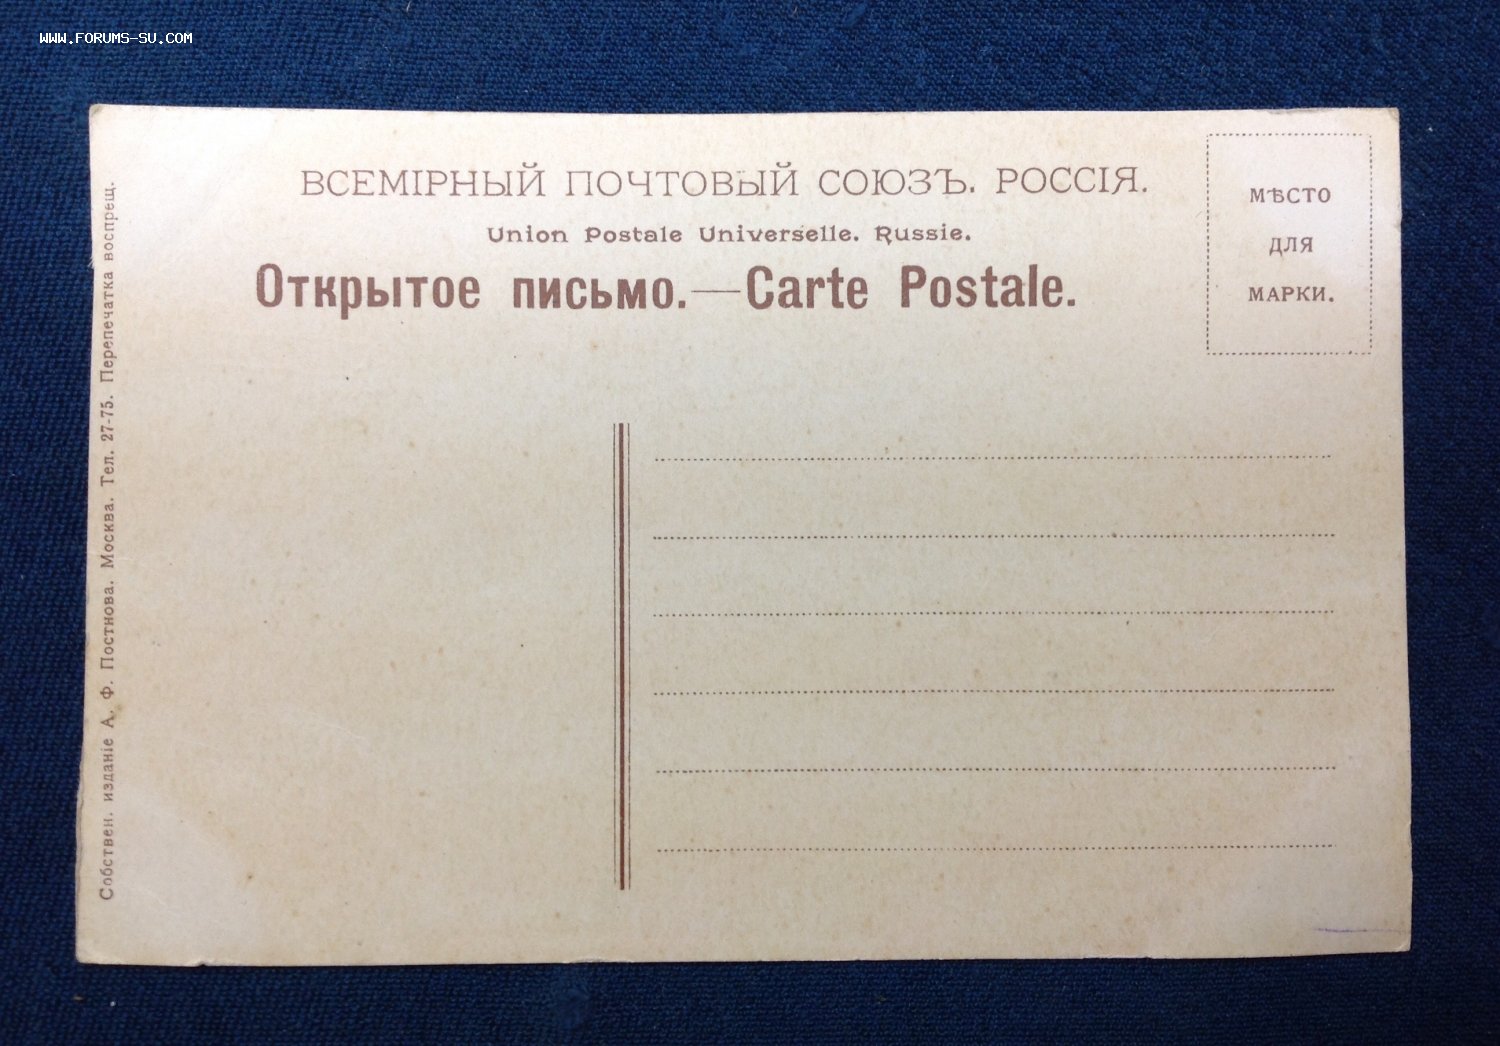 WWW.FORUMS-SU.COM
ВСЕМІРНЫЙ ПОЧТОВЫЙ СОЮЗЪ. РОССІЯ.
Union Postale Universelle. Russie.
Открытое письмо.—Carte Postale.
МѢСТО
ДЛЯ
МАРКИ.
Собствен. изданіе А. Ф. Постнова. Москва. Тел. 27-75. Перепечатка воспрещ.